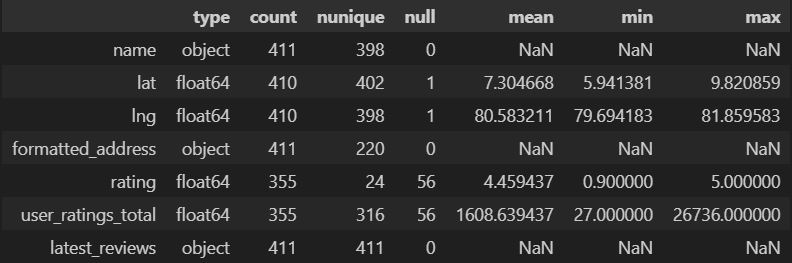 type count nunique null mean min max
name object 411 398 0 NaN NaN NaN
lat float64 410 402 1 7.304668 5.941381 9.820859
lng float64 410 398 1 80.583211 79.694183 81.859583
formatted_address object 411 220 0 NaN NaN NaN
rating float64 355 24 56 4.459437 0.900000 5.000000
user_ratings_total float64 355 316 56 1608.639437 27.000000 26736.000000
latest_reviews object 411 411 0 NaN NaN NaN